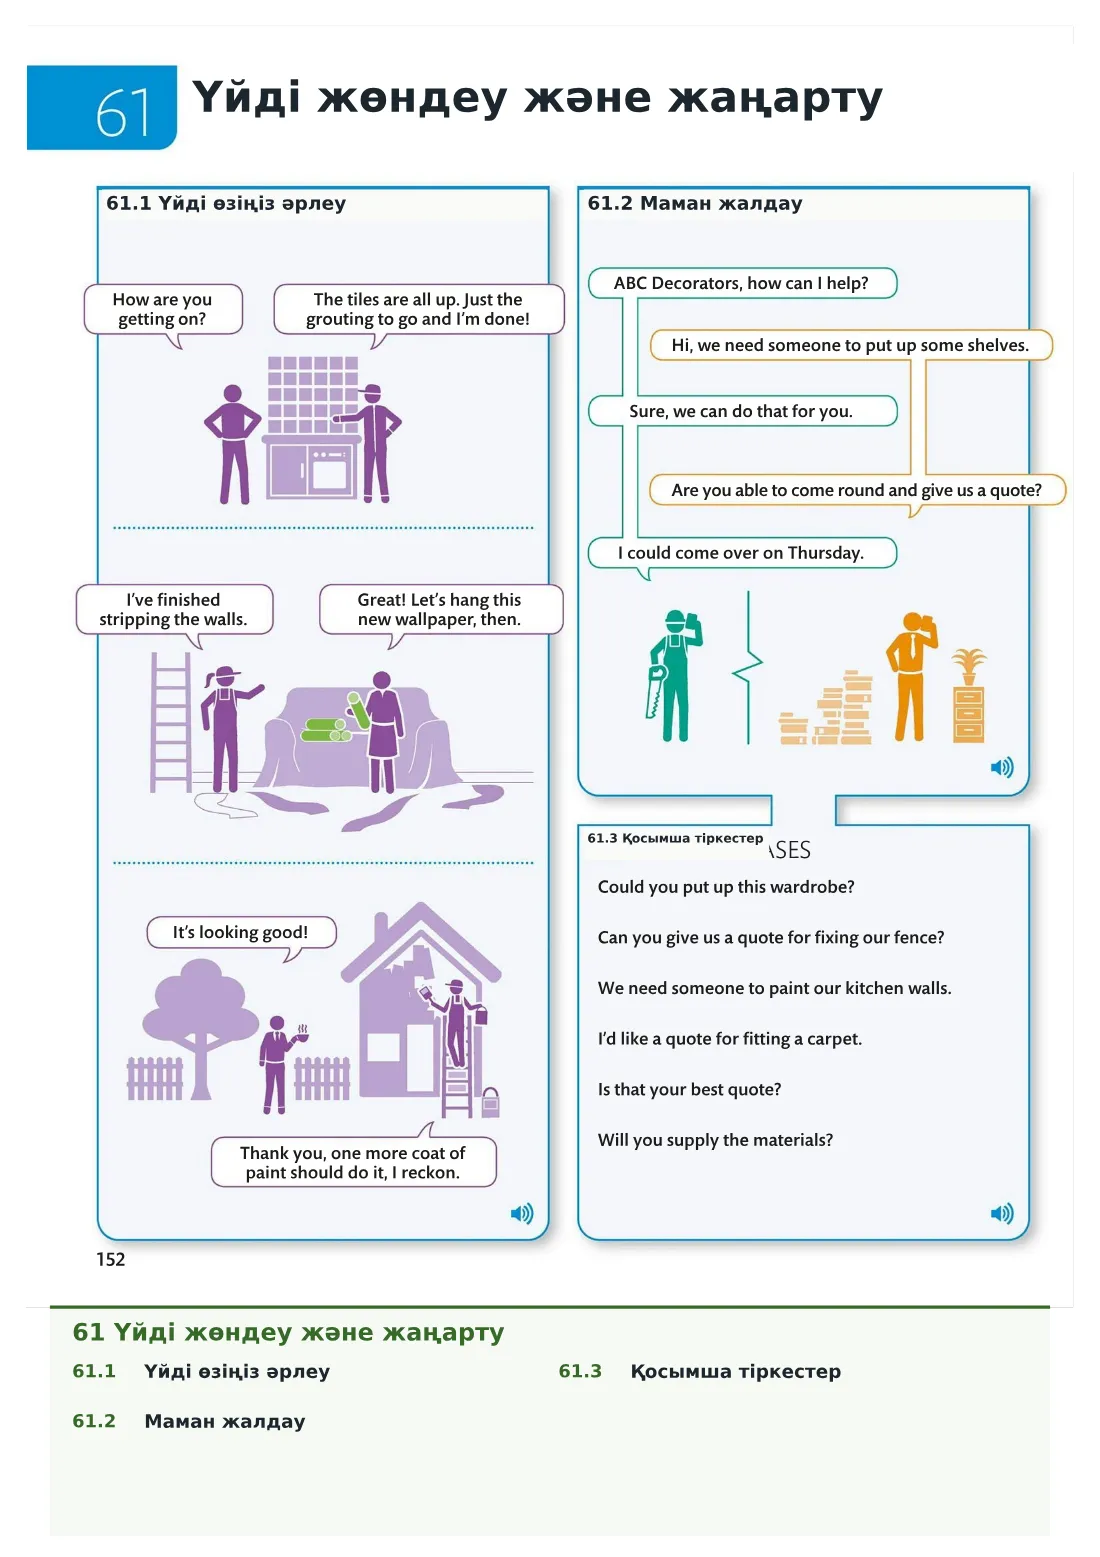 61
Үйді жөндеу және жаңарту
61.1 Үйді өзіңіз әрлеу
How are you
getting on?
The tiles are all up. Just the
grouting to go and I'm done!
I've finished
stripping the walls.
Great! Let's hang this
new wallpaper, then.
It's looking good!
Thank you, one more coat of
paint should do it, I reckon.
61.2 Маман жалдау
ABC Decorators, how can I help?
Hi, we need someone to put up some shelves.
Sure, we can do that for you.
Are you able to come round and give us a quote?
I could come over on Thursday.
61.3 Қосымша тіркестер
ASES
Could you put up this wardrobe?
Can you give us a quote for fixing our fence?
We need someone to paint our kitchen walls.
I'd like a quote for fitting a carpet.
Is that your best quote?
Will you supply the materials?
152
61 Үйді жөндеу және жаңарту
61.1 Үйді өзіңіз әрлеу
61.2 Маман жалдау
61.3 Қосымша тіркестер